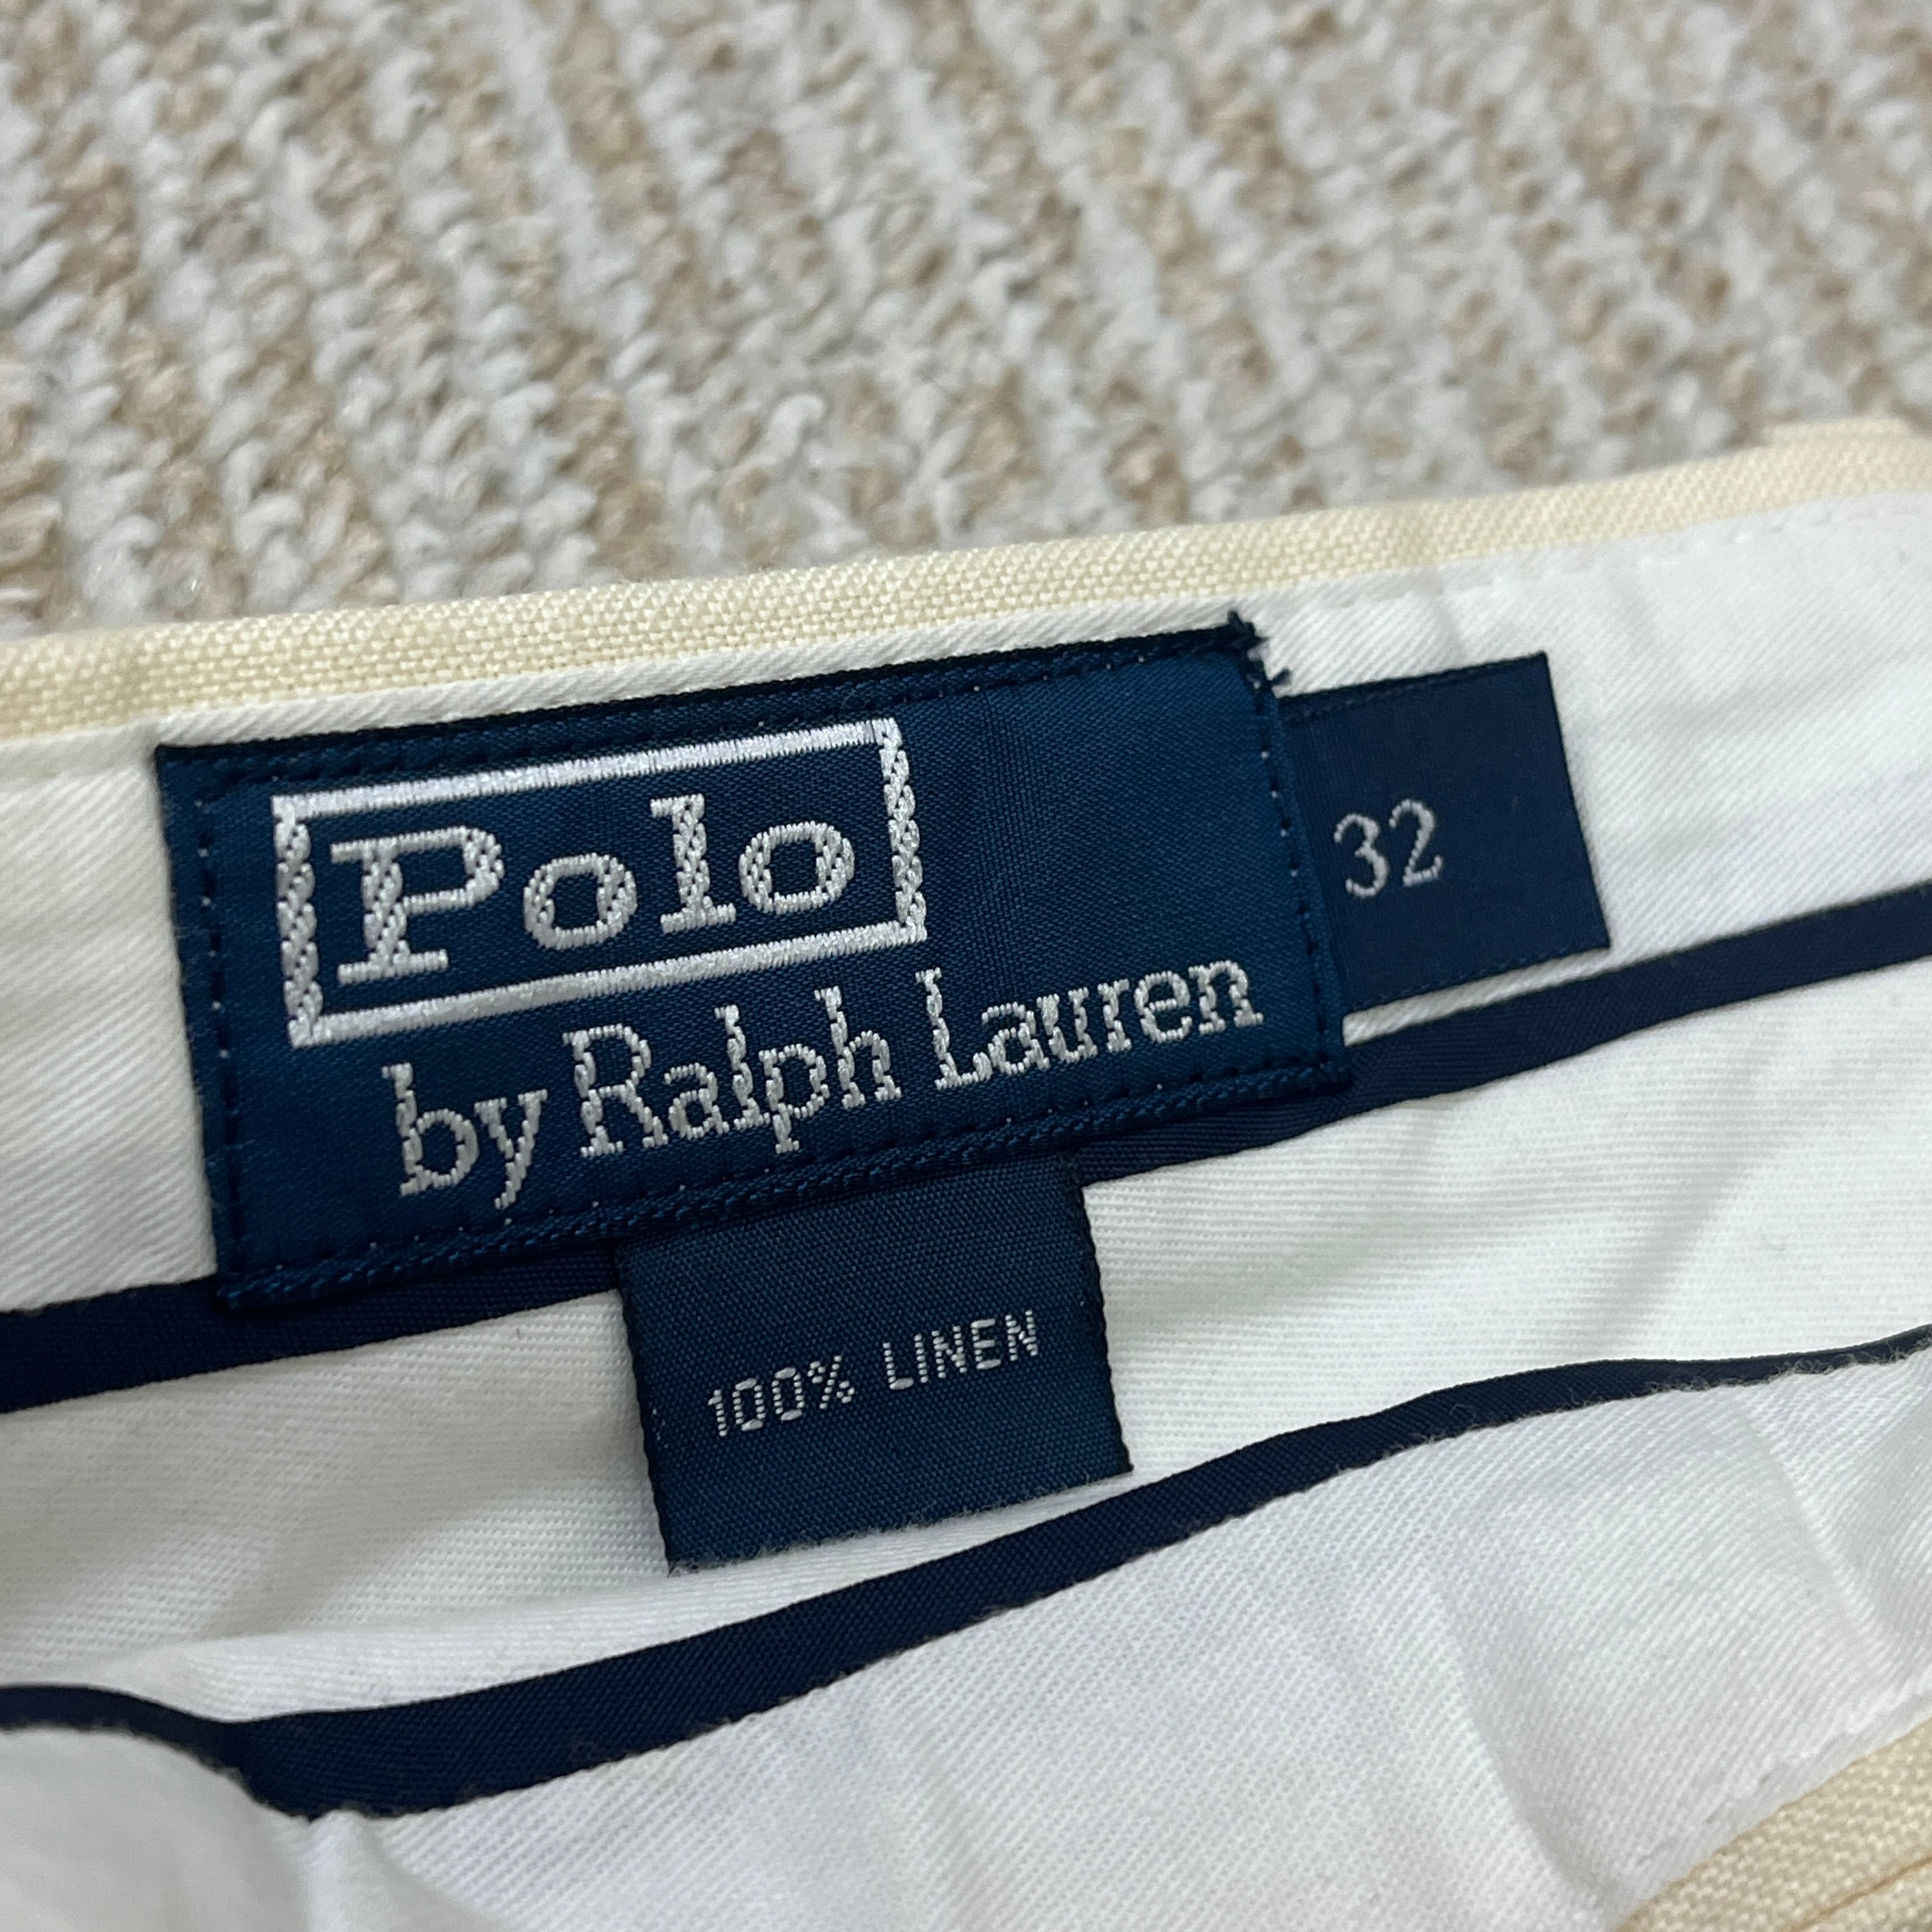 Polo
by Ralph Lauren
32
100% LINEN